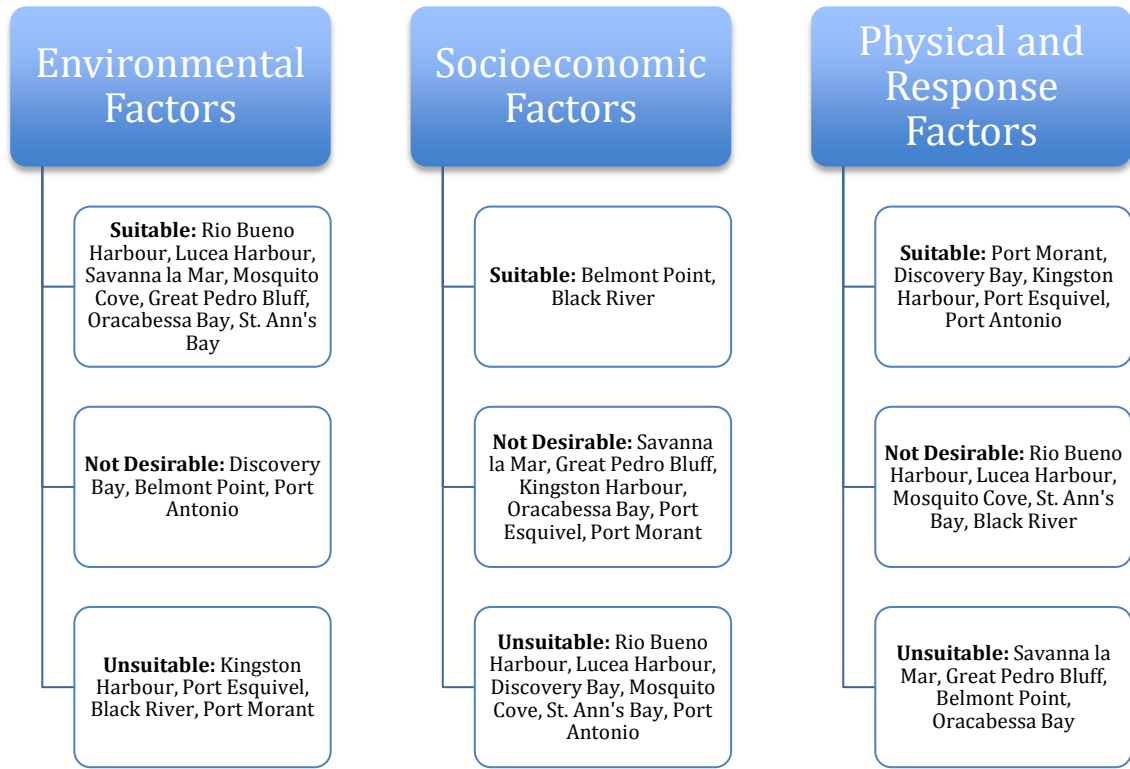 Environmental
Factors
Suitable: Rio Bueno
Harbour, Lucea Harbour,
Savanna la Mar, Mosquito
Cove, Great Pedro Bluff,
Oracabessa Bay, St. Ann's
Bay
Not Desirable: Discovery
Bay, Belmont Point, Port
Antonio
Unsuitable: Kingston
Harbour, Port Esquivel,
Black River, Port Morant
Socioeconomic
Factors
Suitable: Belmont Point,
Black River
Not Desirable: Savanna
la Mar, Great Pedro Bluff,
Kingston Harbour,
Oracabessa Bay, Port
Esquivel, Port Morant
Unsuitable: Rio Bueno
Harbour, Lucea Harbour,
Discovery Bay, Mosquito
Cove, St. Ann's Bay, Port
Antonio
Physical and
Response
Factors
Suitable: Port Morant,
Discovery Bay, Kingston
Harbour, Port Esquivel,
Port Antonio
Not Desirable: Rio Bueno
Harbour, Lucea Harbour,
Mosquito Cove, St. Ann's
Bay, Black River
Unsuitable: Savanna la
Mar, Great Pedro Bluff,
Belmont Point,
Oracabessa Bay